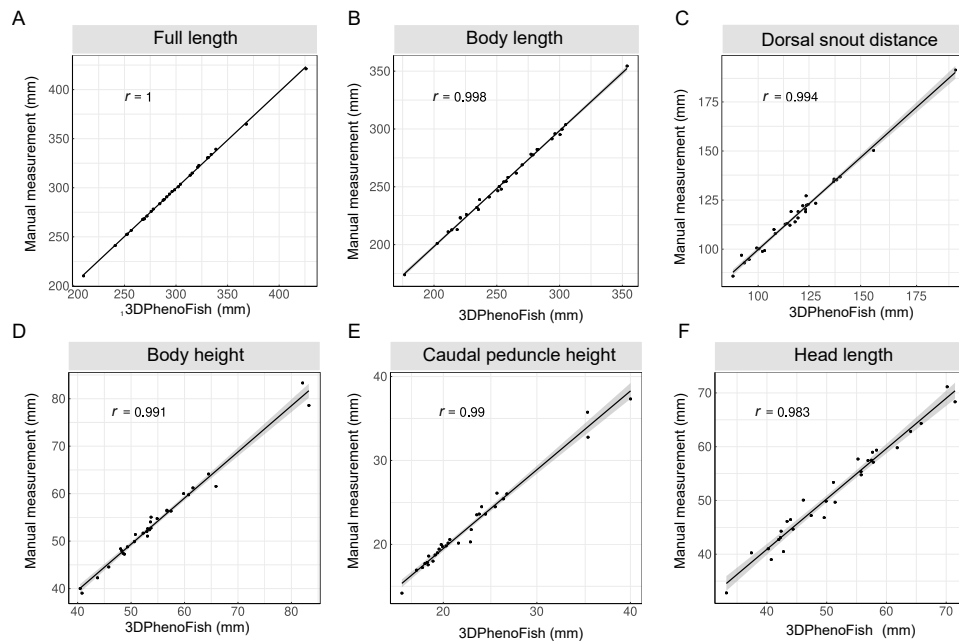 A
Full length
Manual measurement (mm)
400
350
300
250
200
r = 1
200 250 300 350 400
3DPhenoFish (mm)
B
Body length
Manual measurement (mm)
350
300
250
200
r = 0.998
200 250 300 350
3DPhenoFish (mm)
C
Dorsal snout distance
Manual measurement (mm)
175
150
125
100
r = 0.994
100 125 150 175
3DPhenoFish (mm)
D
Body height
Manual measurement (mm)
80
70
60
50
40
r = 0.991
40 50 60 70 80
3DPhenoFish (mm)
E
Caudal peduncle height
Manual measurement (mm)
40
30
20
r = 0.99
20 30 40
3DPhenoFish (mm)
F
Head length
Manual measurement (mm)
70
60
50
40
r = 0.983
40 50 60 70
3DPhenoFish (mm)